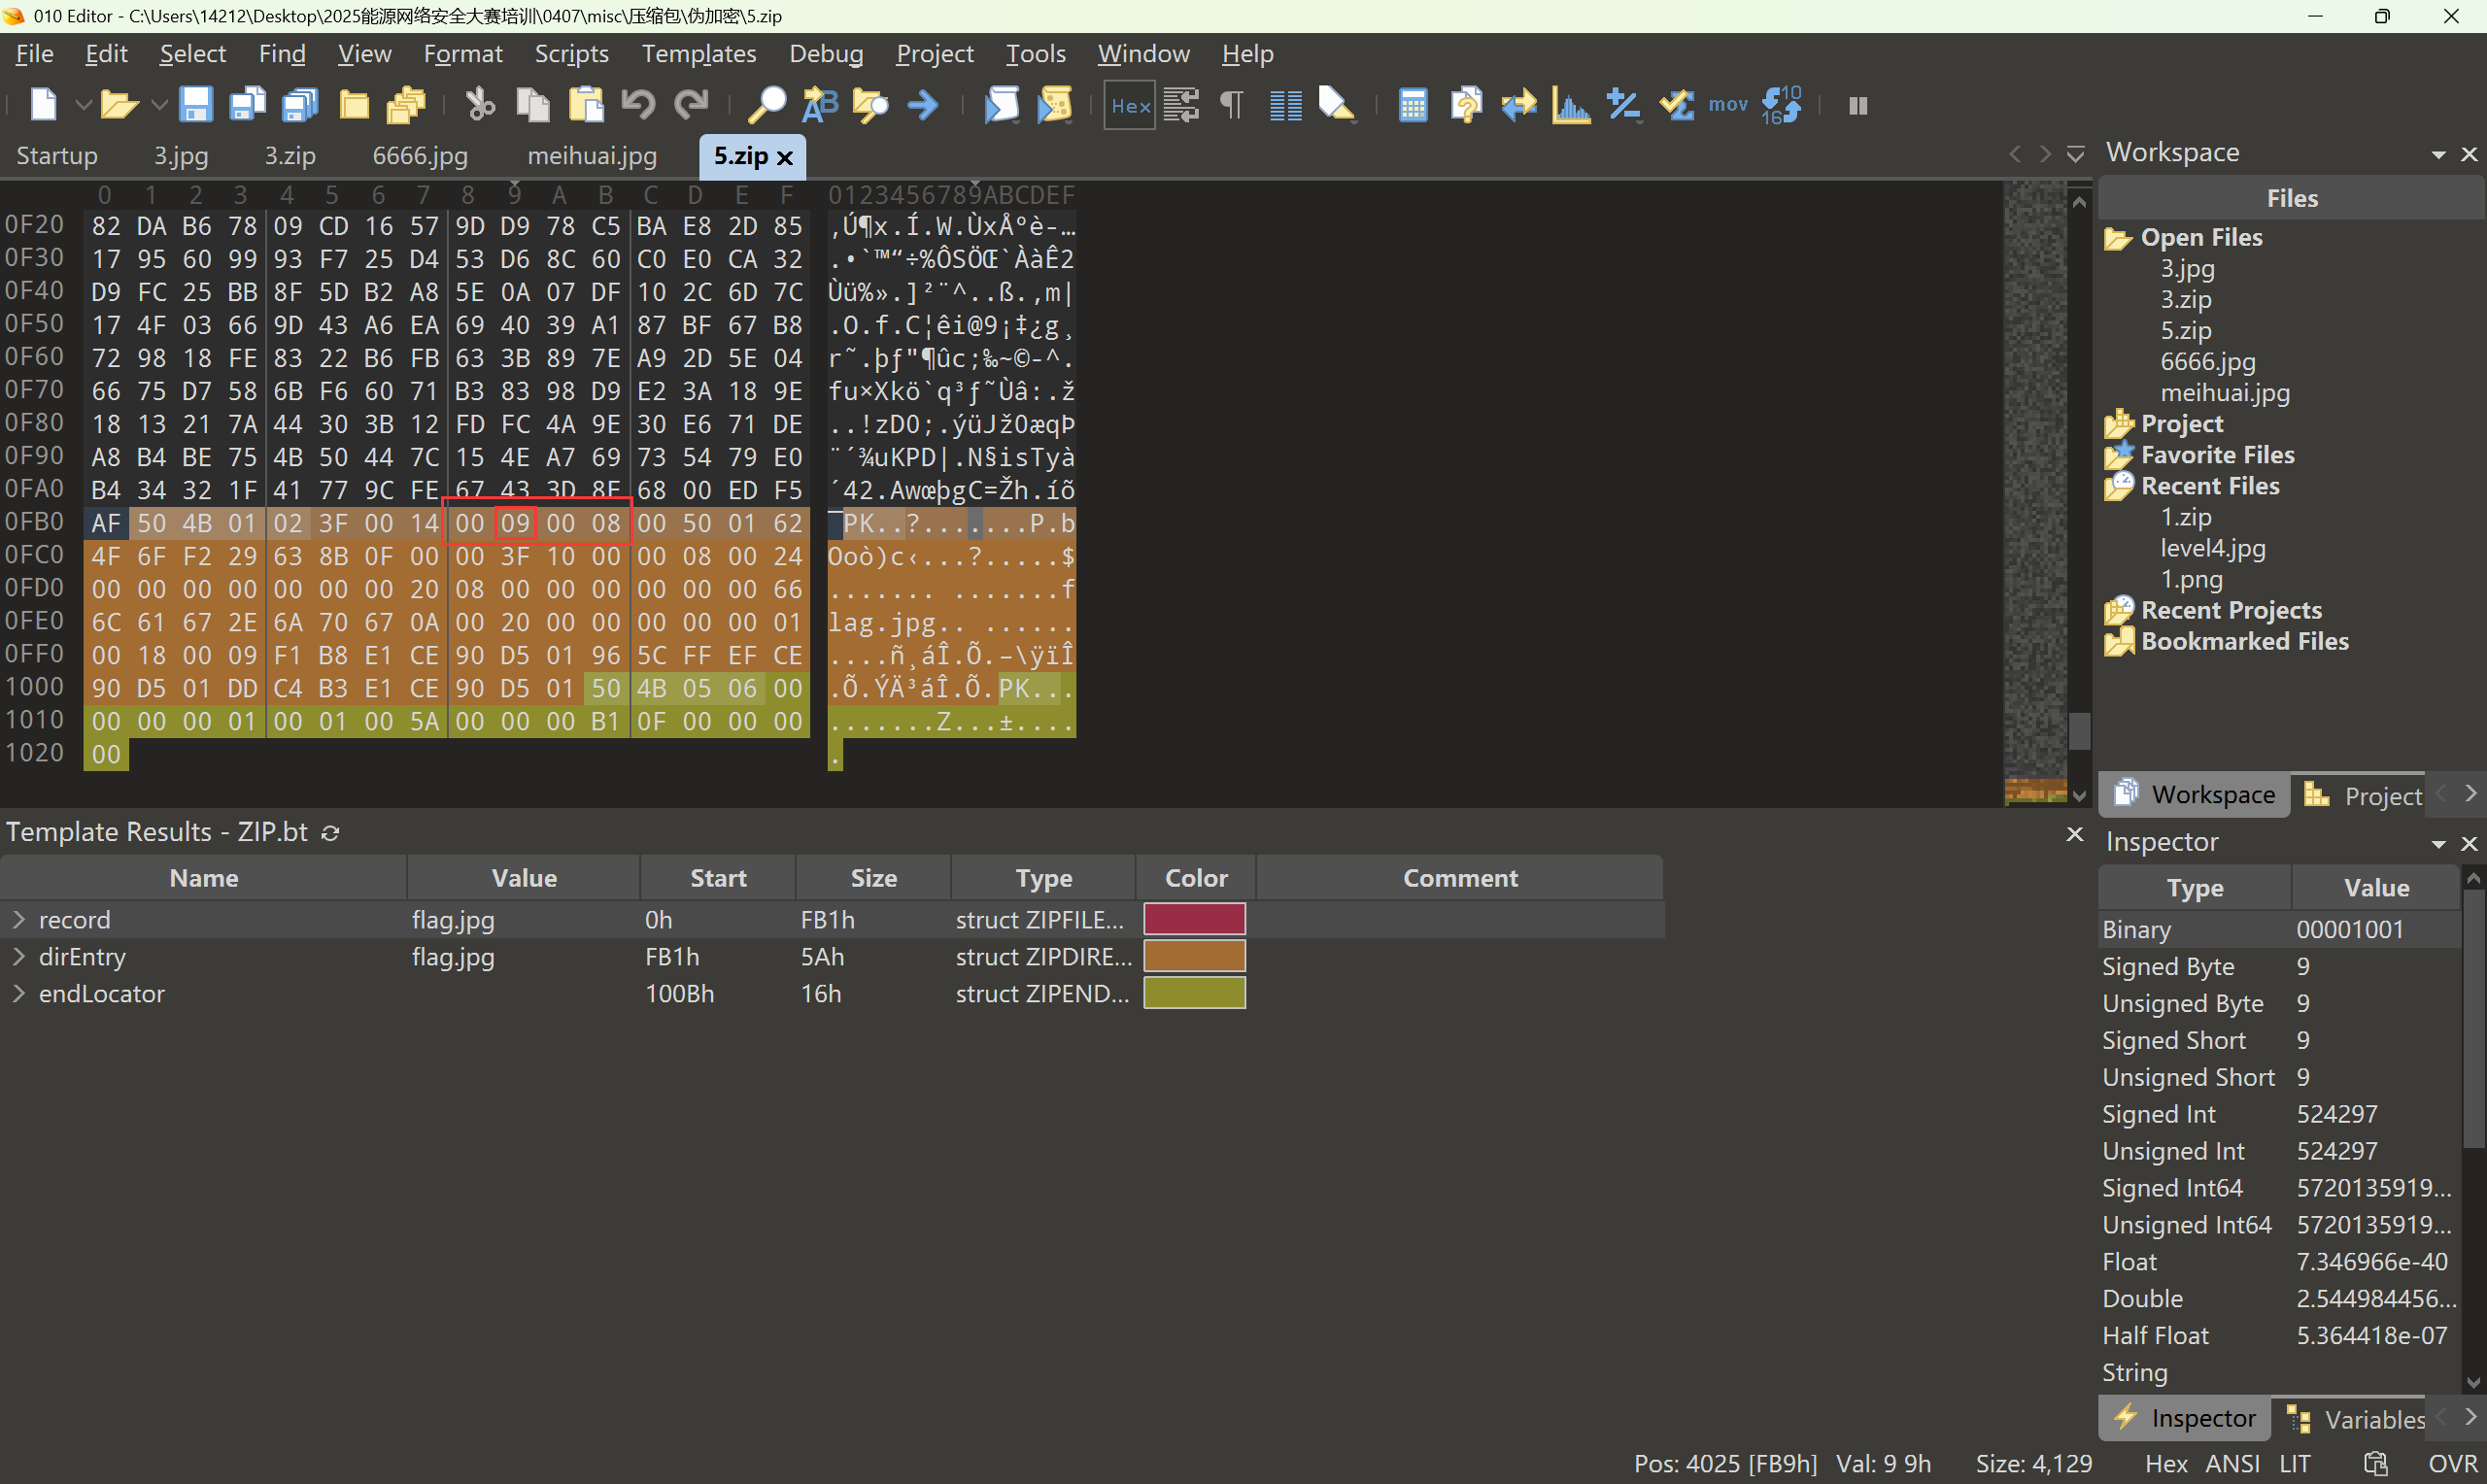 010 Editor - C:\Users\14212\Desktop\2025能源网络安全大赛培训\0407\misc\压缩包\伪加密\5.zip
File Edit Select Find View Format Scripts Templates Debug Project Tools Window Help
Hex mov 10 16
Startup 3.jpg 3.zip 6666.jpg meihuai.jpg 5.zip
0 1 2 3 4 5 6 7 8 9 A B C D E F 0123456789ABCDEF
0F20 82 DA B6 78 09 CD 16 57 9D D9 78 C5 BA E8 2D 85 ‚Ú¶x.Í.W.ÙxÅºè-…
0F30 17 95 60 99 93 F7 25 D4 53 D6 8C 60 C0 E0 CA 32 .•`™“÷%ÔSÖŒ`ÀàÊ2
0F40 D9 FC 25 BB 8F 5D B2 A8 5E 0A 07 DF 10 2C 6D 7C Ùü%».]²¨^..ß.,m|
0F50 17 4F 03 66 9D 43 A6 EA 69 40 39 A1 87 BF 67 B8 .O.f.C¦êi@9¡‡¿g¸
0F60 72 98 18 FE 83 22 B6 FB 63 3B 89 7E A9 2D 5E 04 r˜.þƒ"¶ûc;‰~©-^.
0F70 66 75 D7 58 6B F6 60 71 B3 83 98 D9 E2 3A 18 9E fu×Xkö`q³ƒ˜Ùâ:.ž
0F80 18 13 21 7A 44 30 3B 12 FD FC 4A 9E 30 E6 71 DE ..!zD0;.ýüJž0æqÞ
0F90 A8 B4 BE 75 4B 50 44 7C 15 4E A7 69 73 54 79 E0 ¨´¾uKPD|.N§isTyà
0FA0 B4 34 32 1F 41 77 9C FE 67 43 3D 8E 68 00 ED F5 ´42.AwœþgC=Žh.íõ
0FB0 AF 50 4B 01 02 3F 00 14 00 09 00 08 00 50 01 62 ¯PK..?.......P.b
0FC0 4F 6F F2 29 63 8B 0F 00 00 3F 10 00 00 08 00 24 Ooò)c‹...?.....$
0FD0 00 00 00 00 00 00 00 20 08 00 00 00 00 00 00 66 ....... .......f
0FE0 6C 61 67 2E 6A 70 67 0A 00 20 00 00 00 00 00 01 lag.jpg.. ......
0FF0 00 18 00 09 F1 B8 E1 CE 90 D5 01 96 5C FF EF CE ....ñ¸áÎ.Õ.–\ÿïÎ
1000 90 D5 01 DD C4 B3 E1 CE 90 D5 01 50 4B 05 06 00 .Õ.ÝÄ³áÎ.Õ.PK...
1010 00 00 00 01 00 01 00 5A 00 00 00 B1 0F 00 00 00 .......Z...±....
1020 00 .
Workspace
Files
Open Files
3.jpg
3.zip
5.zip
6666.jpg
meihuai.jpg
Project
Favorite Files
Recent Files
1.zip
level4.jpg
1.png
Recent Projects
Bookmarked Files
Workspace Project
Template Results - ZIP.bt
Name Value Start Size Type Color Comment
record flag.jpg 0h FB1h struct ZIPFILE...
dirEntry flag.jpg FB1h 5Ah struct ZIPDIRE...
endLocator 100Bh 16h struct ZIPEND...
Inspector
Type Value
Binary 00001001
Signed Byte 9
Unsigned Byte 9
Signed Short 9
Unsigned Short 9
Signed Int 524297
Unsigned Int 524297
Signed Int64 5720135919...
Unsigned Int64 5720135919...
Float 7.346966e-40
Double 2.544984456...
Half Float 5.364418e-07
String
Inspector Variables
Pos: 4025 [FB9h] Val: 9 9h Size: 4,129 Hex ANSI LIT OVR